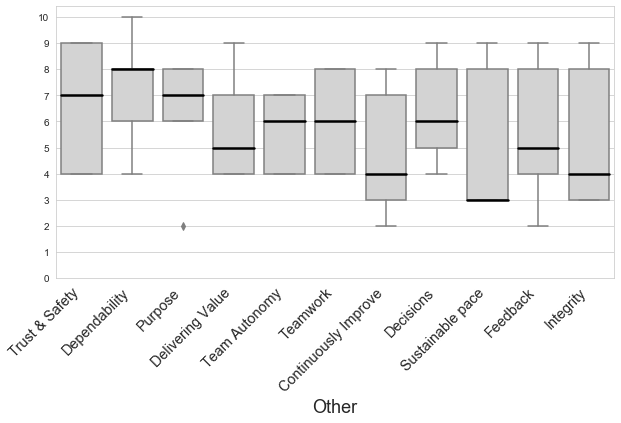 10
9
8
7
6
5
4
3
2
1
0
Trust & Safety
Dependability
Purpose
Delivering Value
Team Autonomy
Teamwork
Continuously Improve
Decisions
Sustainable pace
Feedback
Integrity
Other